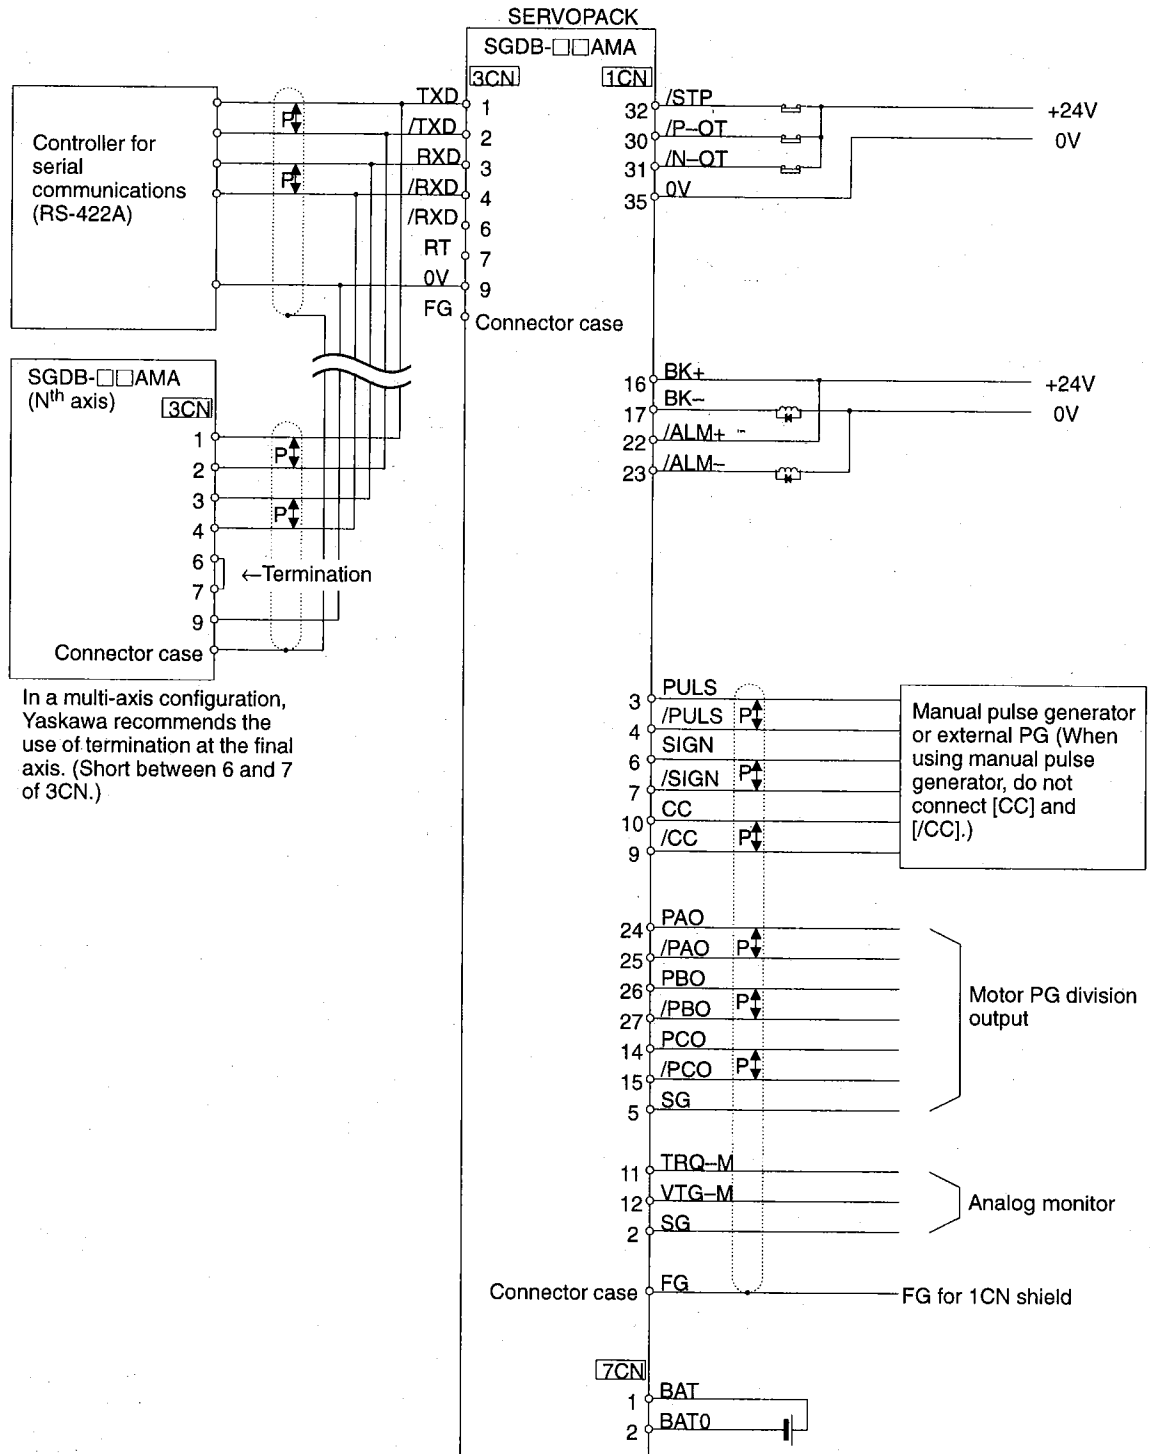 SERVOPACK
SGDB-□□AMA
3CN
1CN
Controller for
serial
communications
(RS-422A)
P
P
TXD 1
/TXD 2
RXD 3
/RXD 4
/RXD 6
RT 7
0V 9
FG Connector case
32 /STP
30 /P–OT
31 /N–OT
35 0V
+24V
0V
16 BK+
17 BK–
22 /ALM+
23 /ALM–
+24V
0V
SGDB-□□AMA
(Nth axis)
3CN
1
2
3
4
6
7
9
Connector case
P
P
←Termination
In a multi-axis configuration,
Yaskawa recommends the
use of termination at the final
axis. (Short between 6 and 7
of 3CN.)
3 PULS
4 /PULS P
6 SIGN
7 /SIGN P
10 CC
9 /CC P
Manual pulse generator
or external PG (When
using manual pulse
generator, do not
connect [CC] and
[/CC].)
24 PAO
25 /PAO P
26 PBO
27 /PBO P
14 PCO
15 /PCO P
5 SG
Motor PG division
output
11 TRQ–M
12 VTG–M
2 SG
Analog monitor
Connector case FG
FG for 1CN shield
7CN
1 BAT
2 BAT0